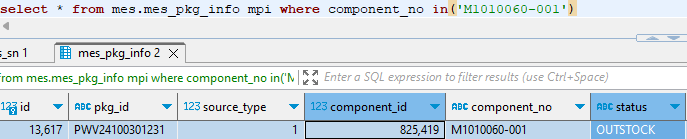 select * from mes.mes_pkg_info mpi where component_no in('M1010060-001')
s_sn 1 mes_pkg_info 2
from mes.mes_pkg_info mpi where component_no in('M Enter a SQL expression to filter results (use Ctrl+Space)
123 id ABC pkg_id 123 source_type 123 component_id ABC component_no ABC status
13,617 PWV24100301231 1 825,419 M1010060-001 OUTSTOCK